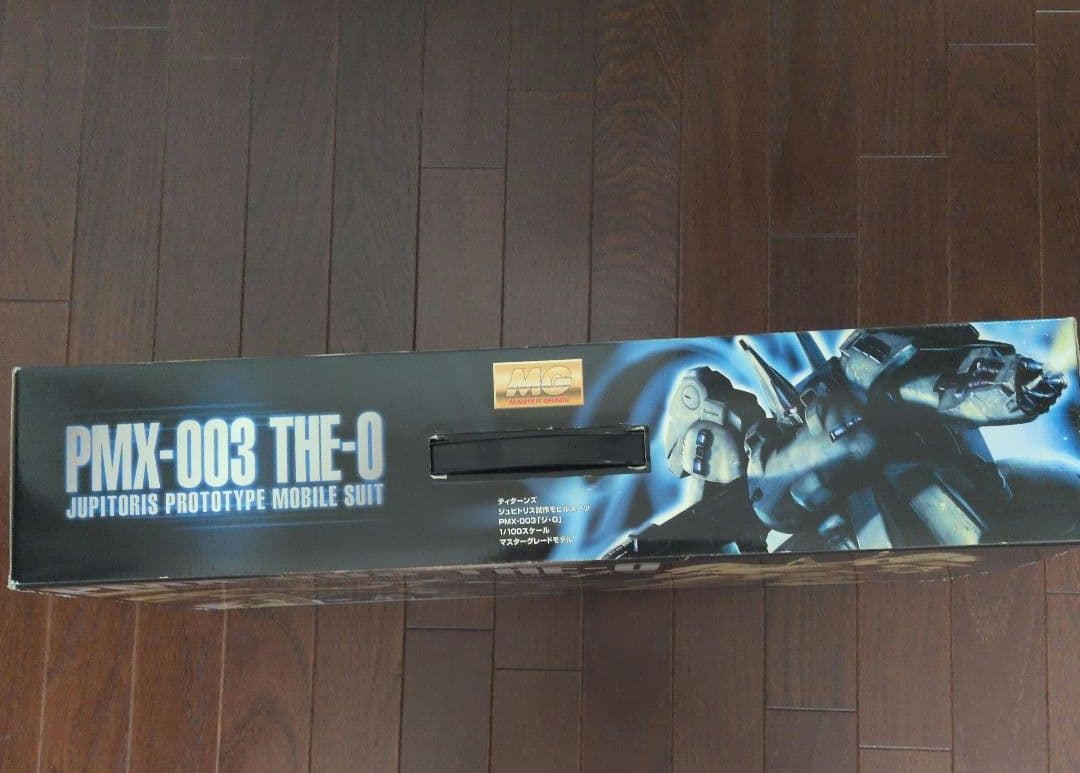 PMX-003 THE-O
JUPITORIS PROTOTYPE MOBILE SUIT
MG
MASTER GRADE
ティターンズ
ジュピトリス試作モビルスーツ
PMX-003「ジ・O」
1/100スケール
マスターグレードモデル
THE-O